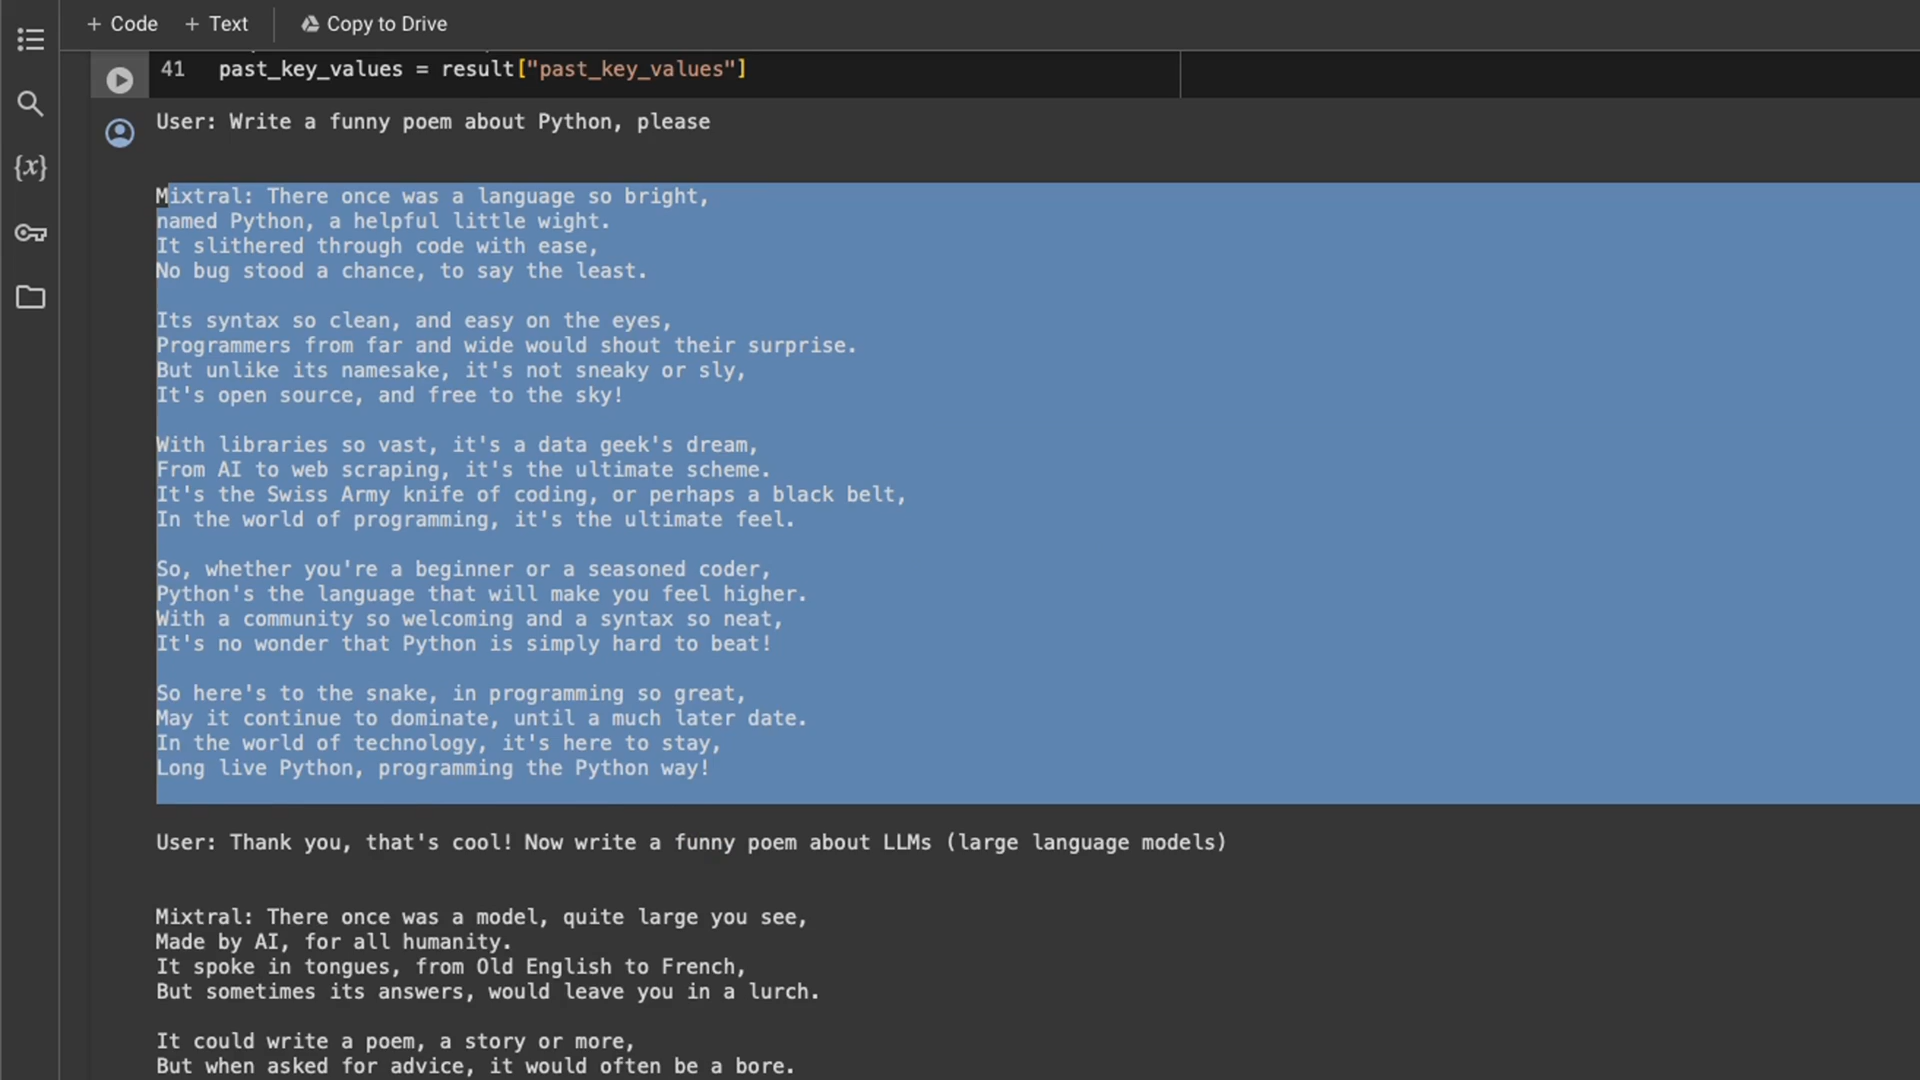 + Code + Text Copy to Drive
41 past_key_values = result["past_key_values"]
{x}
User: Write a funny poem about Python, please
Mixtral: There once was a language so bright,
named Python, a helpful little wight.
It slithered through code with ease,
No bug stood a chance, to say the least.
Its syntax so clean, and easy on the eyes,
Programmers from far and wide would shout their surprise.
But unlike its namesake, it's not sneaky or sly,
It's open source, and free to the sky!
With libraries so vast, it's a data geek's dream,
From AI to web scraping, it's the ultimate scheme.
It's the Swiss Army knife of coding, or perhaps a black belt,
In the world of programming, it's the ultimate feel.
So, whether you're a beginner or a seasoned coder,
Python's the language that will make you feel higher.
With a community so welcoming and a syntax so neat,
It's no wonder that Python is simply hard to beat!
So here's to the snake, in programming so great,
May it continue to dominate, until a much later date.
In the world of technology, it's here to stay,
Long live Python, programming the Python way!
User: Thank you, that's cool! Now write a funny poem about LLMs (large language models)
Mixtral: There once was a model, quite large you see,
Made by AI, for all humanity.
It spoke in tongues, from Old English to French,
But sometimes its answers, would leave you in a lurch.
It could write a poem, a story or more,
But when asked for advice, it would often be a bore.